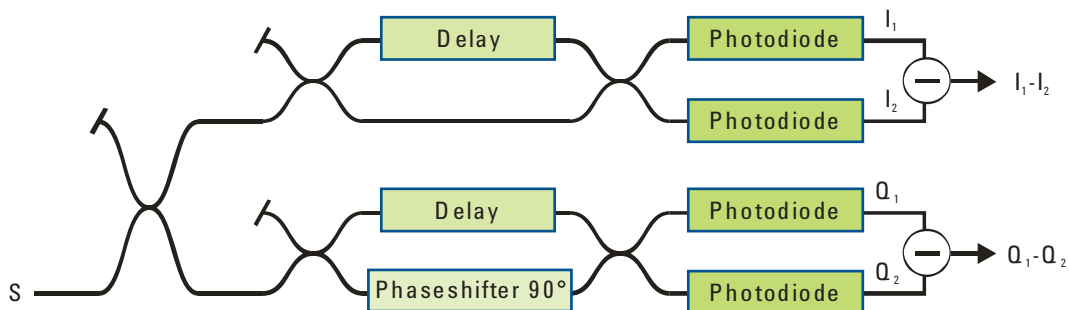 Delay
Photodiode
I₁
I₁-I₂
Photodiode
I₂
Delay
Photodiode
Q₁
Q₁-Q₂
S
Phaseshifter 90°
Photodiode
Q₂